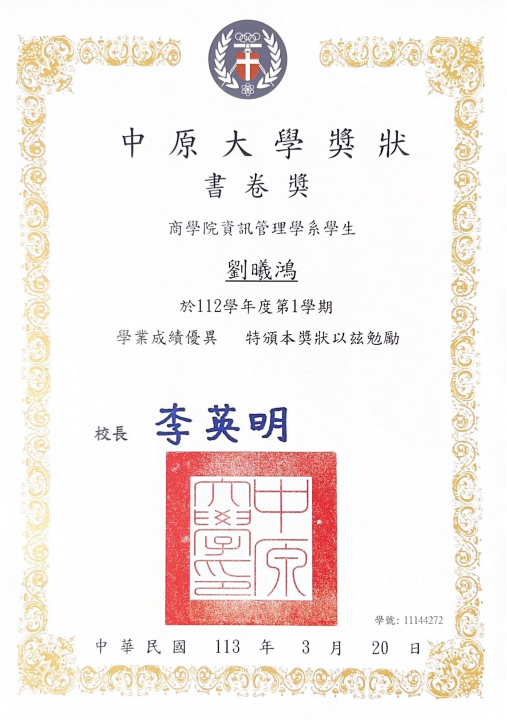 中原大學獎狀
書卷獎
商學院資訊管理學系學生
劉曦鴻
於112學年度第1學期
學業成績優異 特頒本獎狀以玆勉勵
校長 李英明
中原大學印
學號: 11144272
中華民國 113 年 3 月 20 日